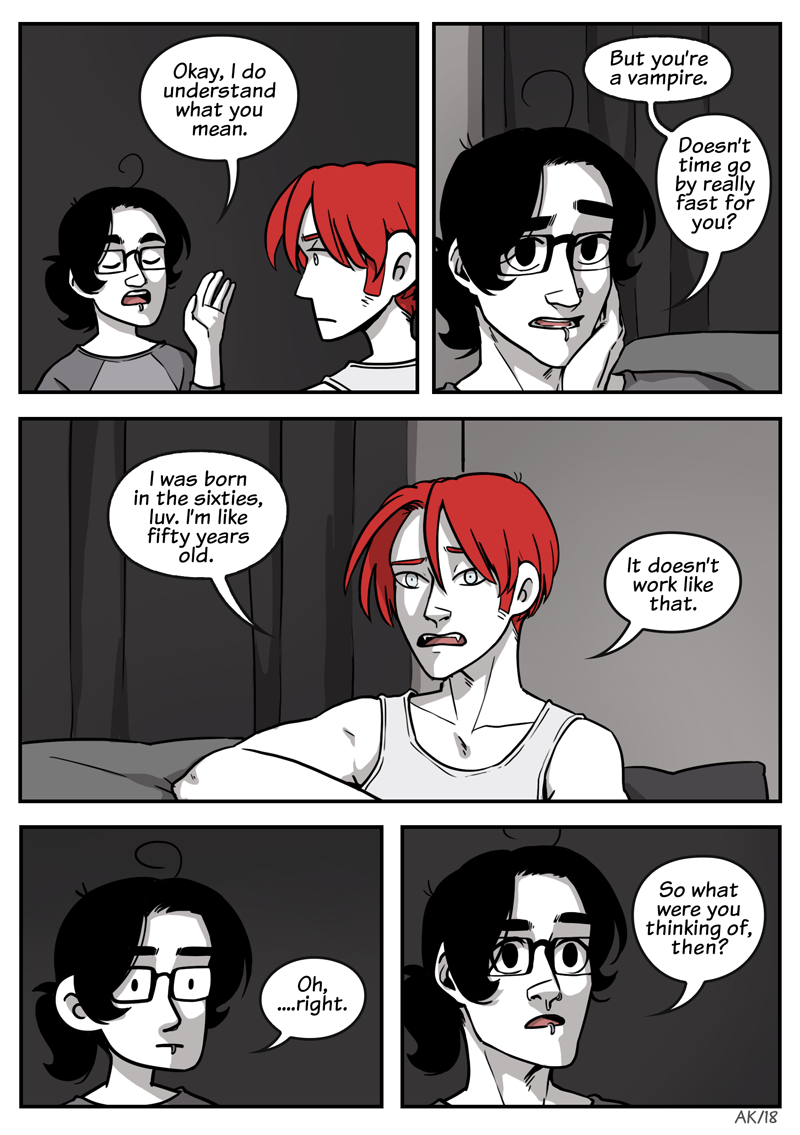 Okay, I do
understand
what you
mean.
But you're
a vampire.
Doesn't
time go
by really
fast for
you?
I was born
in the sixties,
luv. I'm like
fifty years
old.
It doesn't
work like
that.
Oh,
....right.
So what
were you
thinking of,
then?
AK/18